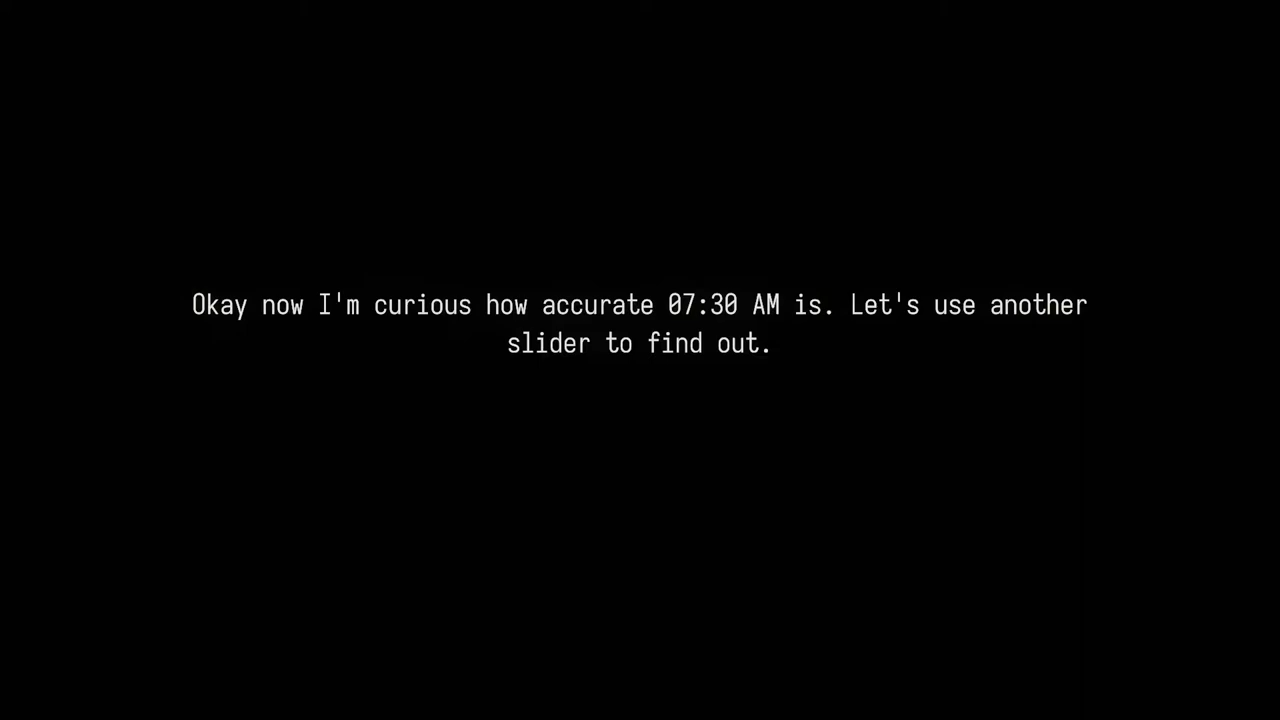 Okay now I'm curious how accurate 07:30 AM is. Let's use another
slider to find out.